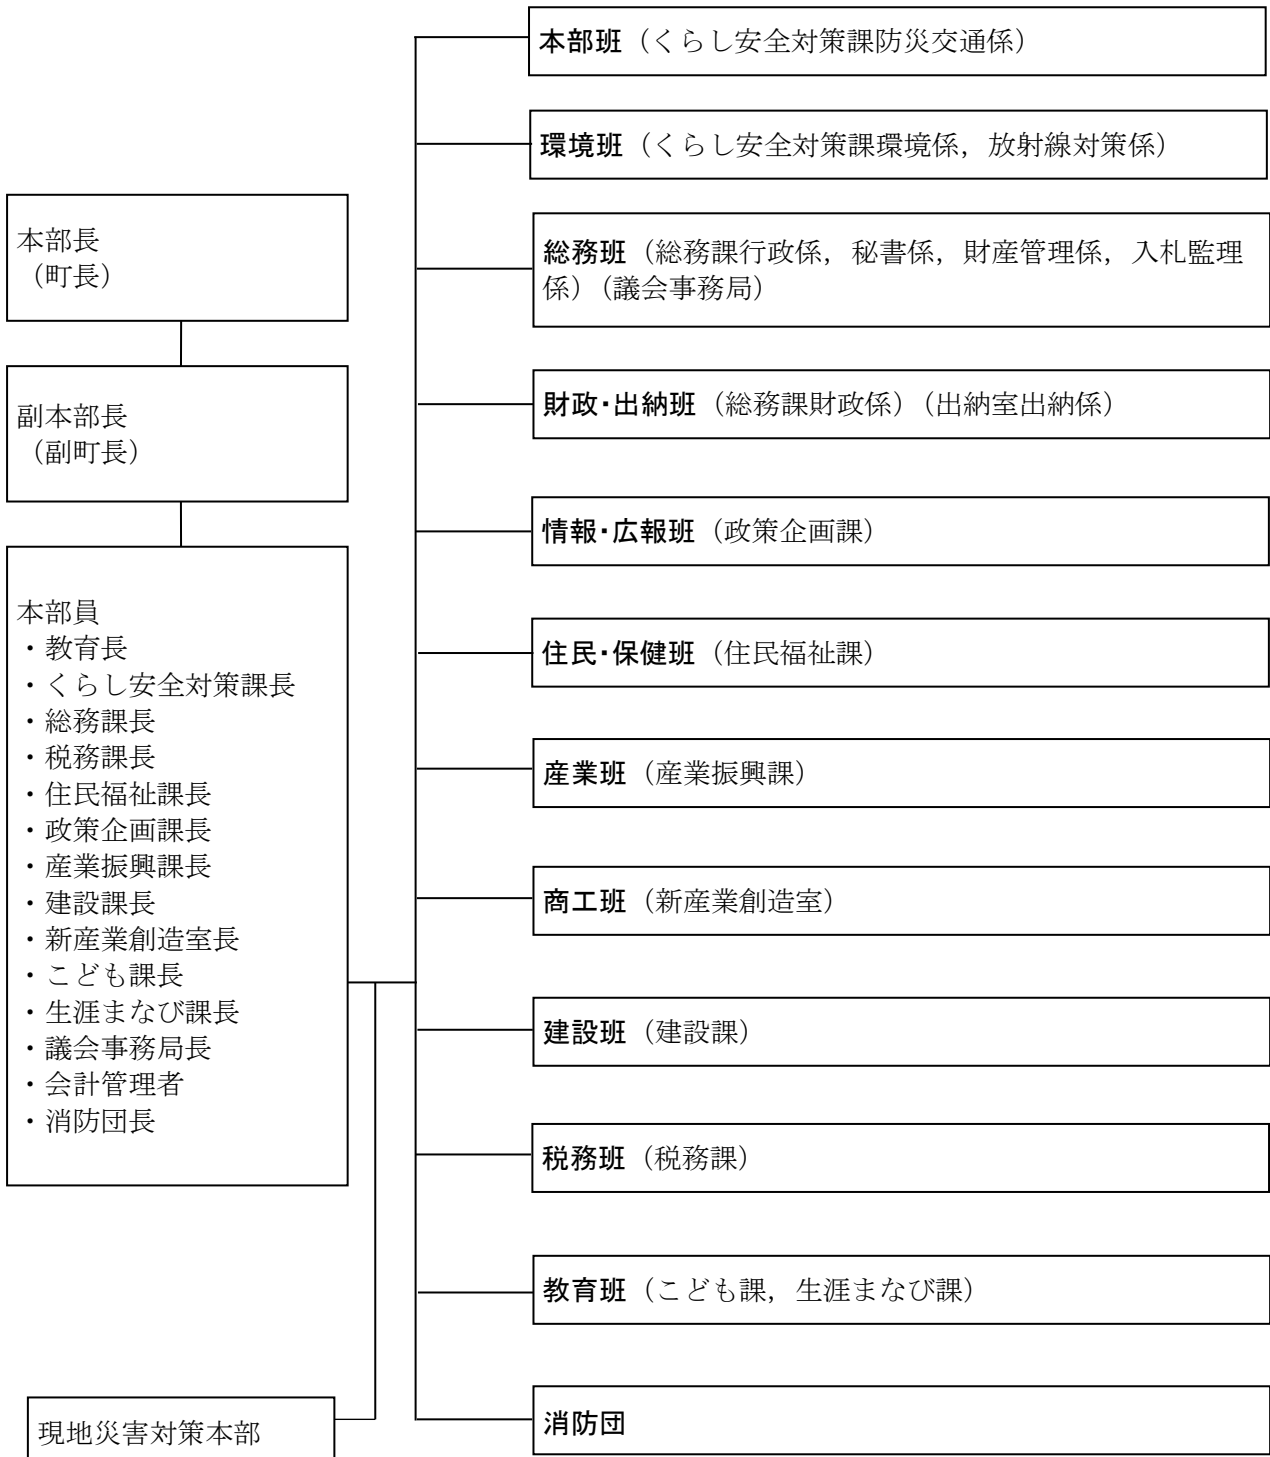 本部長
（町長）
副本部長
（副町長）
本部員
・教育長
・くらし安全対策課長
・総務課長
・税務課長
・住民福祉課長
・政策企画課長
・産業振興課長
・建設課長
・新産業創造室長
・こども課長
・生涯まなび課長
・議会事務局長
・会計管理者
・消防団長
現地災害対策本部
本部班（くらし安全対策課防災交通係）
環境班（くらし安全対策課環境係，放射線対策係）
総務班（総務課行政係，秘書係，財産管理係，入札監理
係）（議会事務局）
財政・出納班（総務課財政係）（出納室出納係）
情報・広報班（政策企画課）
住民・保健班（住民福祉課）
産業班（産業振興課）
商工班（新産業創造室）
建設班（建設課）
税務班（税務課）
教育班（こども課，生涯まなび課）
消防団